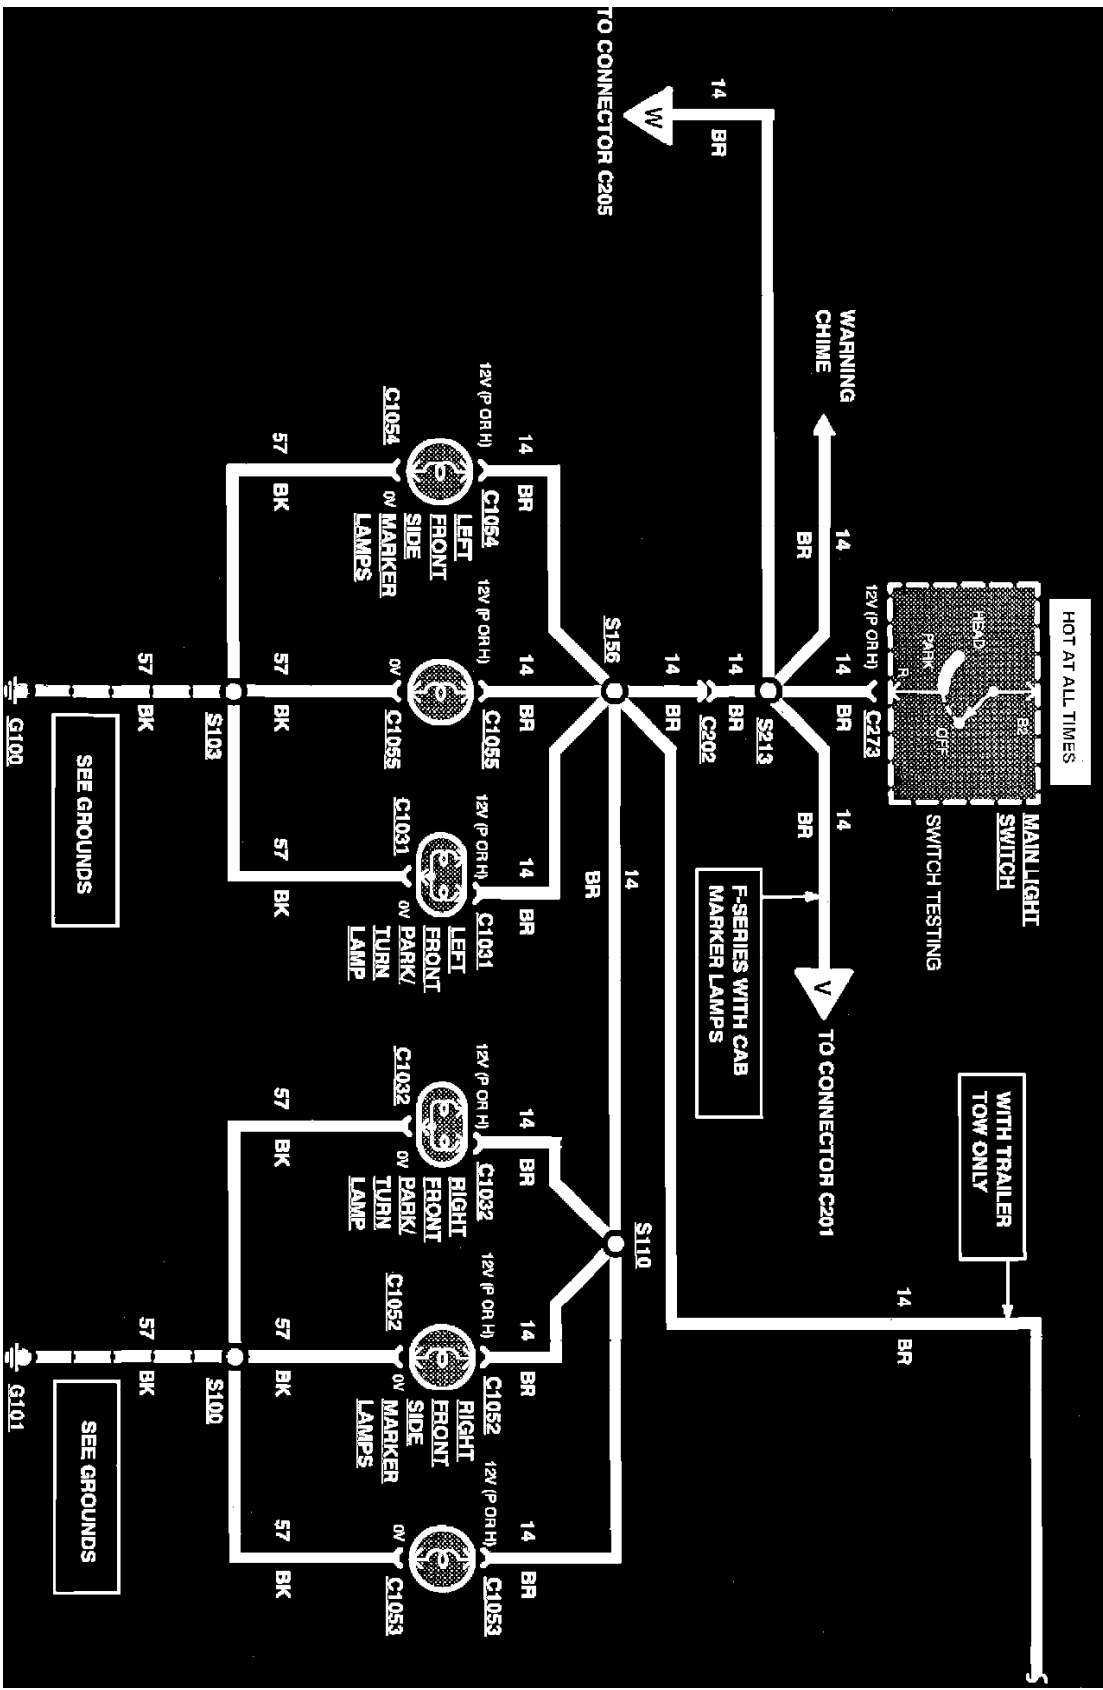 HOT AT ALL TIMES
B2
HEAD
PARK
OFF
R
MAIN LIGHT
SWITCH
SWITCH TESTING
12V (P OR H)
C273
14
BR
WARNING
CHIME
14
BR
14
BR
S213
14
BR
W
TO CONNECTOR C205
V
TO CONNECTOR C201
F-SERIES WITH CAB
MARKER LAMPS
WITH TRAILER
TOW ONLY
14
BR
14
BR
C202
14
BR
S156
14
BR
S110
14
BR
12V (P OR H)
C1054
LEFT
FRONT
SIDE
MARKER
LAMPS
0V
C1054
57
BK
14
BR
12V (P OR H)
C1055
0V
C1055
57
BK
14
BR
12V (P OR H)
C1031
LEFT
FRONT
PARK/
TURN
LAMP
0V
C1031
57
BK
14
BR
12V (P OR H)
C1032
RIGHT
FRONT
PARK/
TURN
LAMP
0V
C1032
57
BK
14
BR
12V (P OR H)
C1052
RIGHT
FRONT
SIDE
MARKER
LAMPS
0V
C1052
57
BK
14
BR
12V (P OR H)
C1053
0V
C1053
57
BK
S103
57
BK
SEE GROUNDS
G100
S100
57
BK
SEE GROUNDS
G101